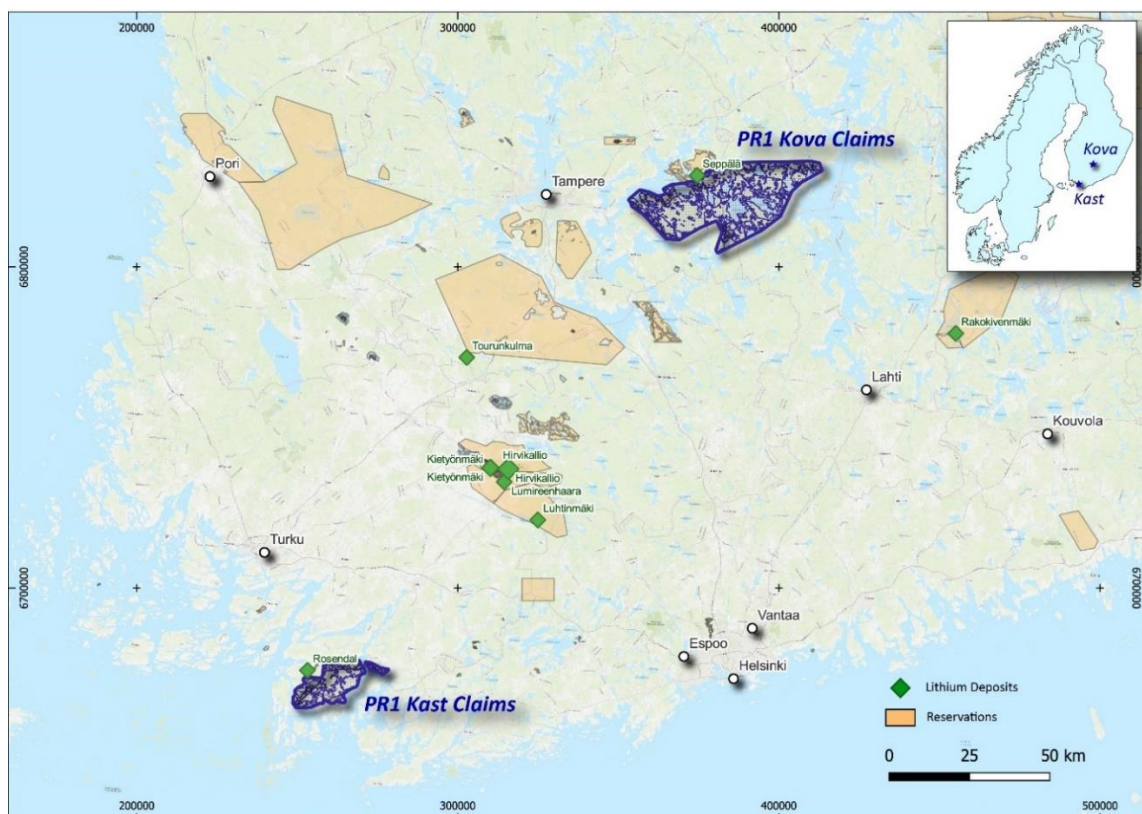 200000
300000
400000
PR1 Kova Claims
Kova
Kast
Pori
Seppälä
Tampere
6800000
Rakokivenmäki
Tourunkulma
Lahti
Kouvola
Kietyönmäki
Hirvikallio
Kietyönmäki
Hirvikallio
Lumireenhaara
Luhtinmäki
Turku
6700000
6700000
Vantaa
Espoo
Helsinki
Rosendal
PR1 Kast Claims
Lithium Deposits
Reservations
0
25
50 km
200000
300000
400000
500000